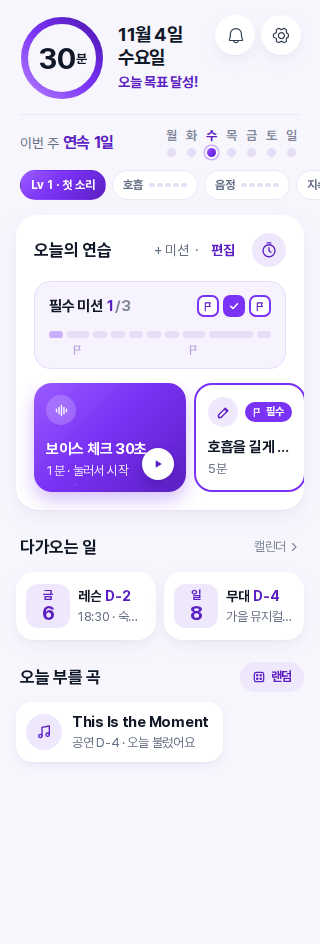 30분
11월 4일
수요일
오늘 목표 달성!
이번 주 연속 1일
월 화 수 목 금 토 일
Lv 1 · 첫 소리
호흡
음정
오늘의 연습
+ 미션 · 편집
필수 미션 1/3
보이스 체크 30초
1분 · 눌러서 시작
필수
호흡을 길게 ...
5분
다가오는 일
캘린더
금
6
레슨 D-2
18:30 · 숙...
일
8
무대 D-4
가을 뮤지컬...
오늘 부를 곡
랜덤
This Is the Moment
공연 D-4 · 오늘 불렀어요